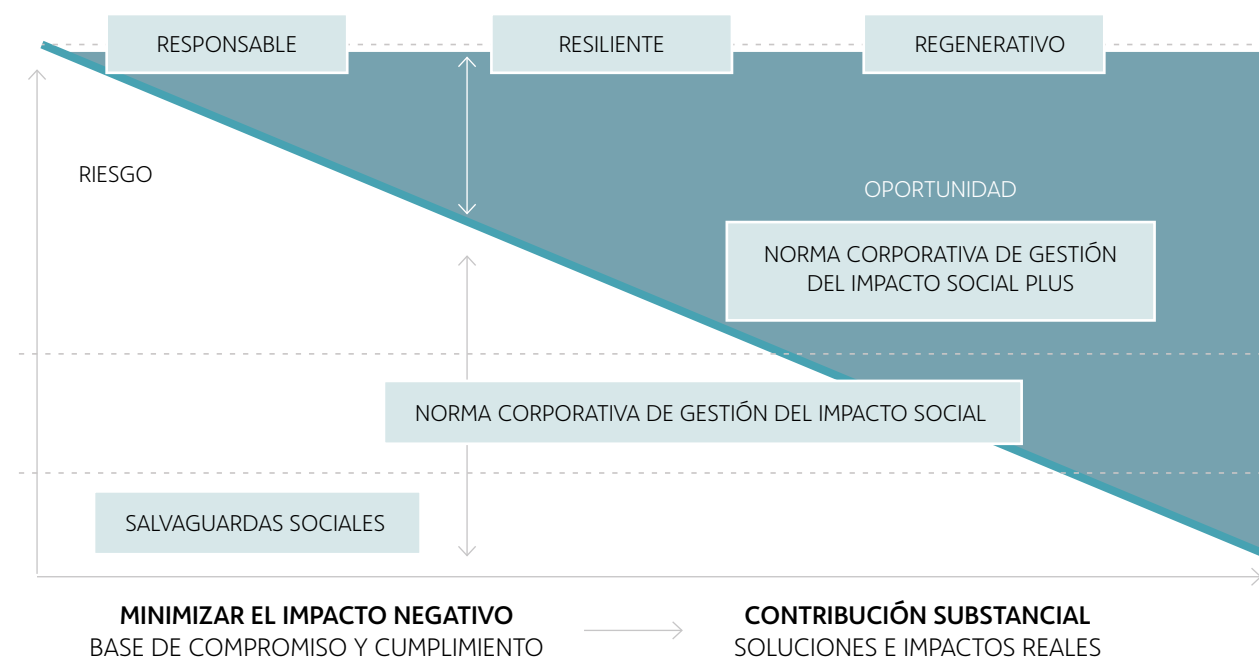 RESPONSABLE
RESILIENTE
REGENERATIVO
RIESGO
OPORTUNIDAD
NORMA CORPORATIVA DE GESTIÓN
DEL IMPACTO SOCIAL PLUS
NORMA CORPORATIVA DE GESTIÓN DEL IMPACTO SOCIAL
SALVAGUARDAS SOCIALES
MINIMIZAR EL IMPACTO NEGATIVO
BASE DE COMPROMISO Y CUMPLIMIENTO
CONTRIBUCIÓN SUBSTANCIAL
SOLUCIONES E IMPACTOS REALES